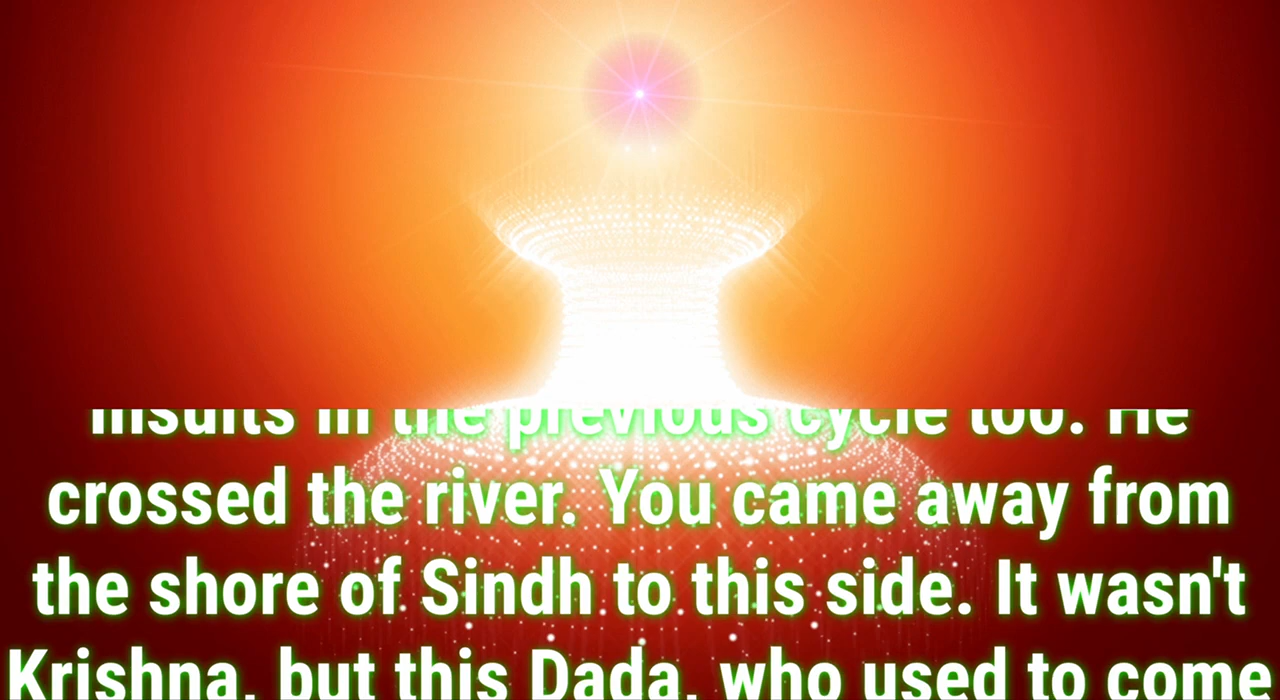 insults in the previous cycle too. He
crossed the river. You came away from
the shore of Sindh to this side. It wasn't
Krishna, but this Dada, who used to come